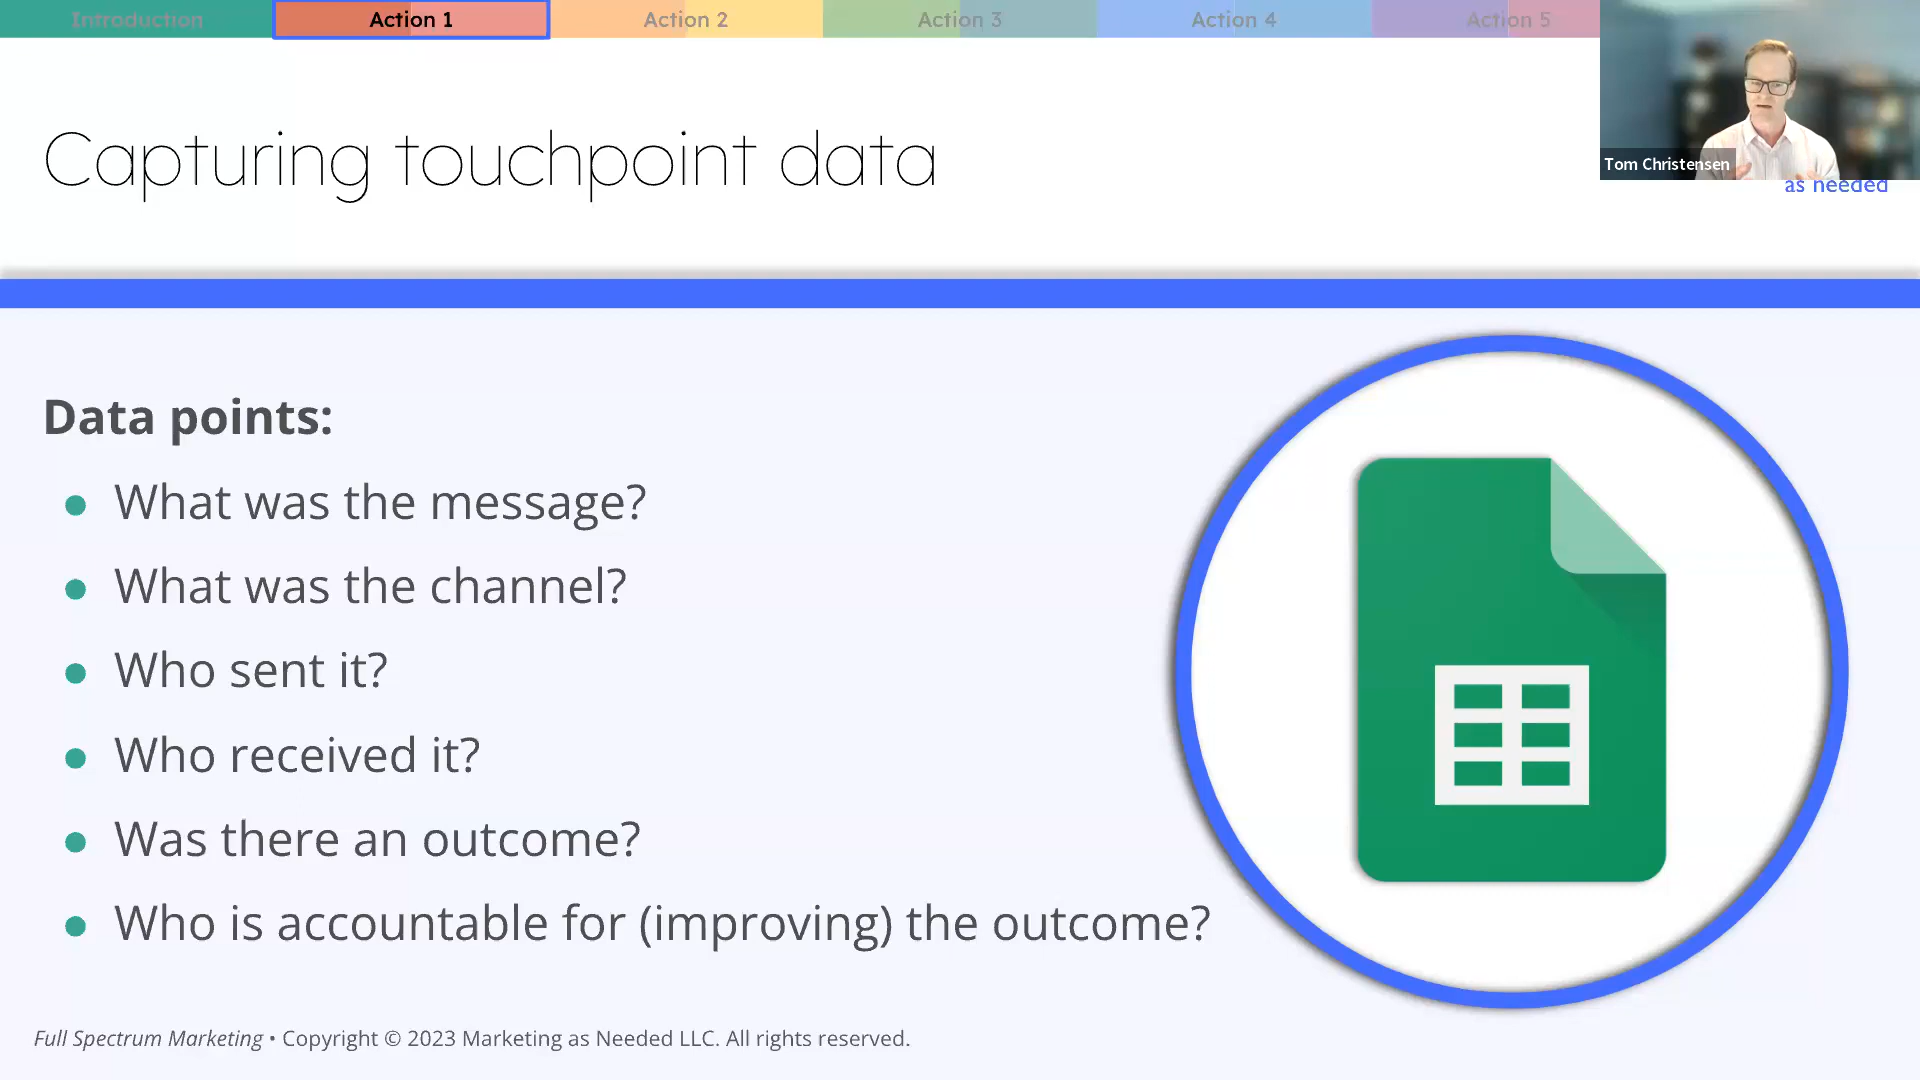 Introduction
Action 1
Action 2
Action 3
Action 4
Action 5
Capturing touchpoint data
Tom Christensen
as needed
Data points:
● What was the message?
● What was the channel?
● Who sent it?
● Who received it?
● Was there an outcome?
● Who is accountable for (improving) the outcome?
Full Spectrum Marketing • Copyright © 2023 Marketing as Needed LLC. All rights reserved.